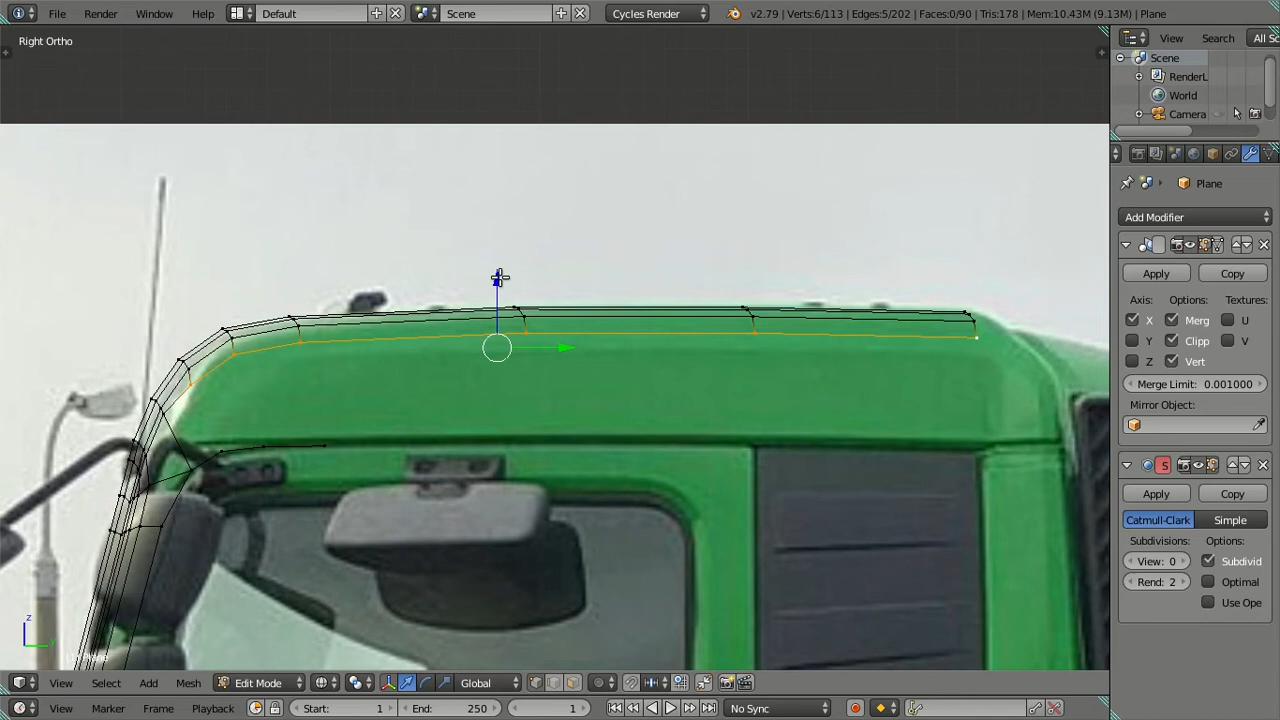 File Render Window Help Default Scene Cycles Render v2.79 | Verts:6/113 | Edges:5/202 | Faces:0/90 | Tris:178 | Mem:10.43M (9.13M) | Plane
Right Ortho
View Search All Sc
Scene
RenderL
World
Camera
Plane
Add Modifier
Apply Copy
Axis: Options: Textures:
X Merg U
Y Clipp V
Z Vert
Merge Limit: 0.001000
Mirror Object:
S
Apply Copy
Catmull-Clark Simple
Subdivisions: Options:
View: 0 Subdivid
Rend: 2 Optimal
Use Ope
z
y
View Select Add Mesh Edit Mode Global
View Marker Frame Playback Start: 1 End: 250 1 No Sync